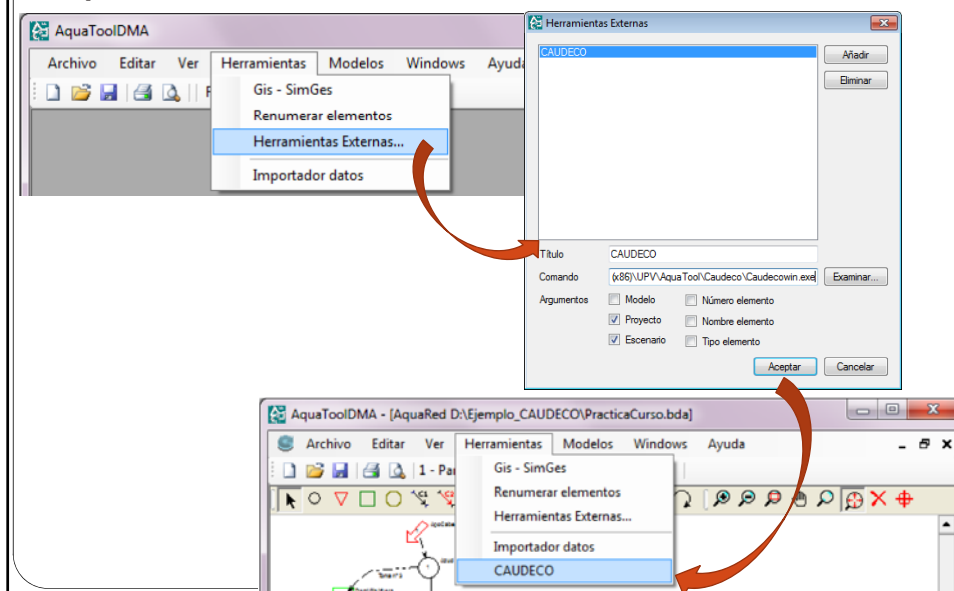 AquaToolDMA
Archivo Editar Ver Herramientas Modelos Windows Ayuda
Gis - SimGes
Renumerar elementos
Herramientas Externas...
Importador datos
Herramientas Externas
CAUDECO
Añadir
Eliminar
Título CAUDECO
Comando (x86)\UPV\AquaTool\Caudeco\Caudecowin.exe Examinar...
Argumentos Modelo Número elemento
Proyecto Nombre elemento
Escenario Tipo elemento
Aceptar Cancelar
AquaToolDMA - [AquaRed D:\Ejemplo_CAUDECO\PracticaCurso.bda]
Archivo Editar Ver Herramientas Modelos Windows Ayuda
1 - Par
Gis - SimGes
Renumerar elementos
Herramientas Externas...
Importador datos
CAUDECO